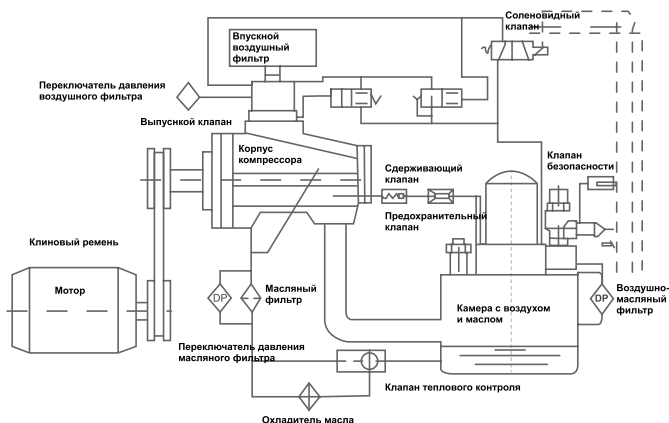 Соленовидный
клапан
Впускной
воздушный
фильтр
Переключатель давления
воздушного фильтра
Выпускной клапан
Корпус
компрессора
Сдерживающий
клапан
Клапан
безопасности
Предохранительный
клапан
Клиновый ремень
Мотор
DP
Масляный
фильтр
Камера с воздухом
и маслом
DP
Воздушно-
масляный
фильтр
Переключатель давления
масляного фильтра
Клапан теплового контроля
Охладитель масла